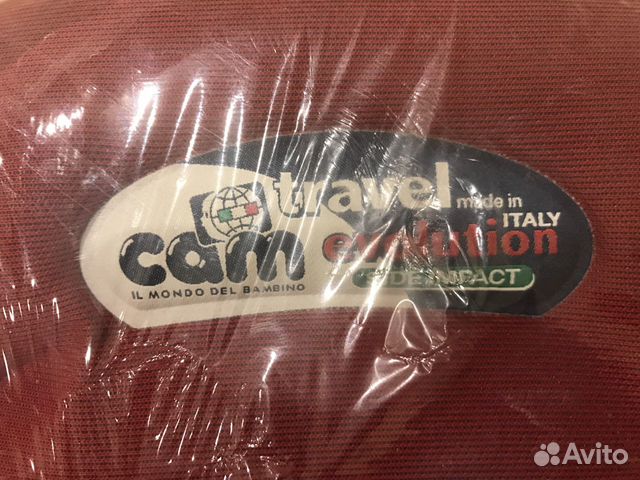 cam
IL MONDO DEL BAMBINO
travel
made in
ITALY
evolution
SIDE IMPACT
Avito